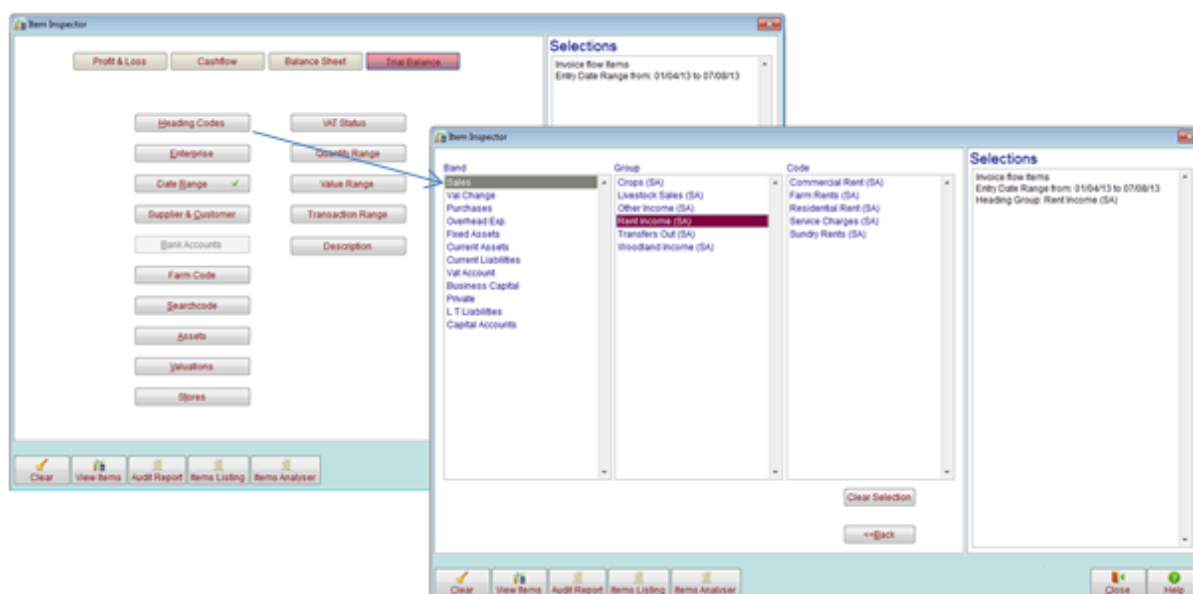 Item Inspector
Profit & Loss
Cashflow
Balance Sheet
Trial Balance
Heading Codes
VAT Status
Enterprise
Quantity Range
Date Range
Value Range
Supplier & Customer
Transaction Range
Bank Accounts
Description
Farm Code
Searchcode
Assets
Valuations
Stores
Selections
Invoice flow Items
Entry Date Range from: 01/04/13 to 07/08/13
Clear
View Items
Audit Report
Items Listing
Items Analyser
Item Inspector
Band
Sales
Val.Change
Purchases
Overhead Exp.
Fixed Assets
Current Assets
Current Liabilities
Vat Account
Business Capital
Private
L T Liabilities
Capital Accounts
Group
Crops (SA)
Livestock Sales (SA)
Other Income (SA)
Rent Income (SA)
Transfers Out (SA)
Woodland Income (SA)
Code
Commercial Rent (SA)
Farm Rents (SA)
Residential Rent (SA)
Service Charges (SA)
Sundry Rents (SA)
Clear Selection
<<Back
Selections
Invoice flow Items
Entry Date Range from: 01/04/13 to 07/08/13
Heading Group: Rent Income (SA)
Clear
View Items
Audit Report
Items Listing
Items Analyser
Close
Help